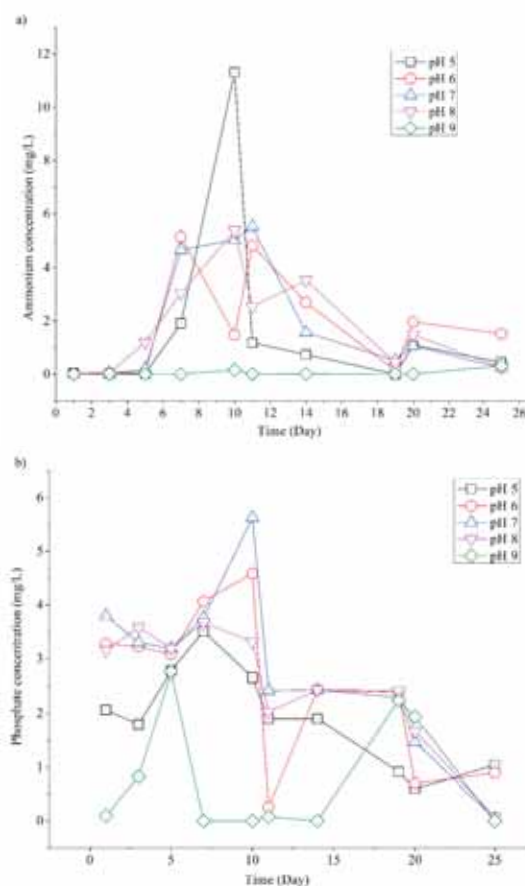 a)
12
10
8
6
4
2
0
Ammonium concentration (mg/L)
pH 5
pH 6
pH 7
pH 8
pH 9
0 2 4 6 8 10 12 14 16 18 20 22 24 26
Time (Day)
b)
6
5
4
3
2
1
0
Phosphate concentration (mg/L)
pH 5
pH 6
pH 7
pH 8
pH 9
0 5 10 15 20 25
Time (Day)